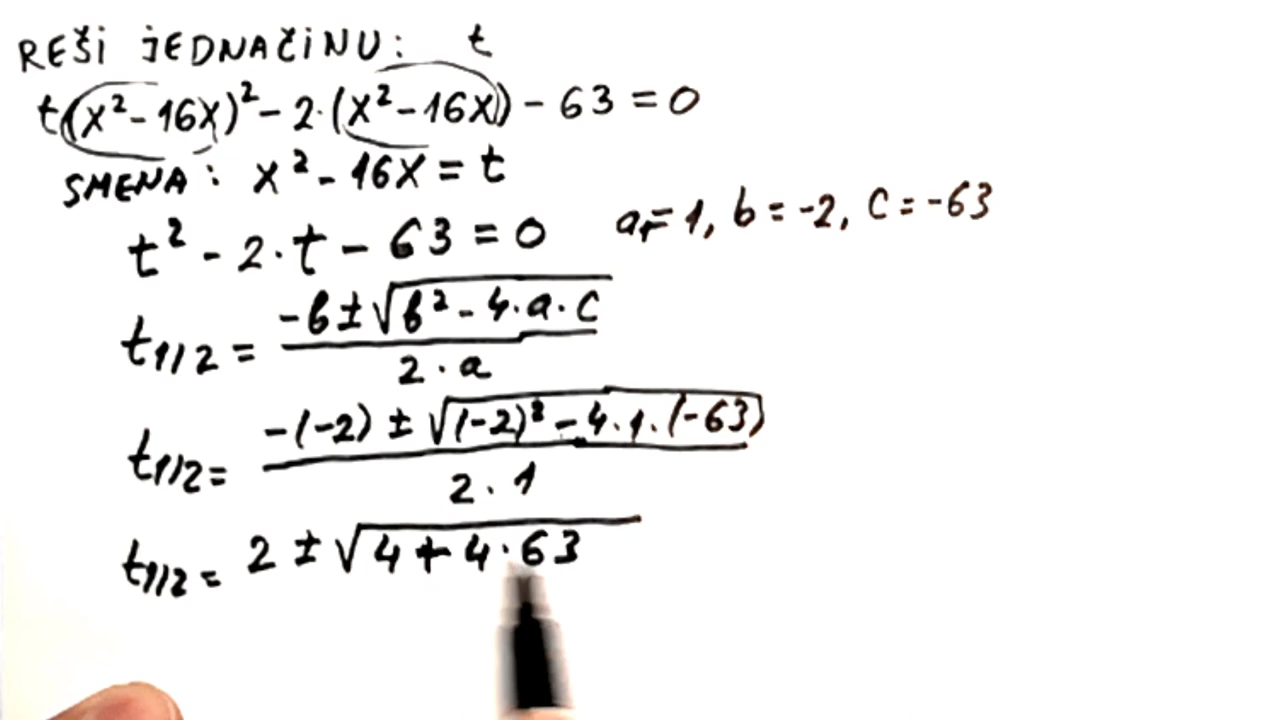 REŠI JEDNAČINU: t
t(x²-16x)²-2·(x²-16x)-63=0
SMENA: x²-16x=t
t²-2·t-63=0 a=1, b=-2, c=-63
t1/2= -b±√b²-4·a·c
2·a
t1/2= -(-2)±√(-2)²-4·1·(-63)
2·1
t1/2= 2±√4+4·63